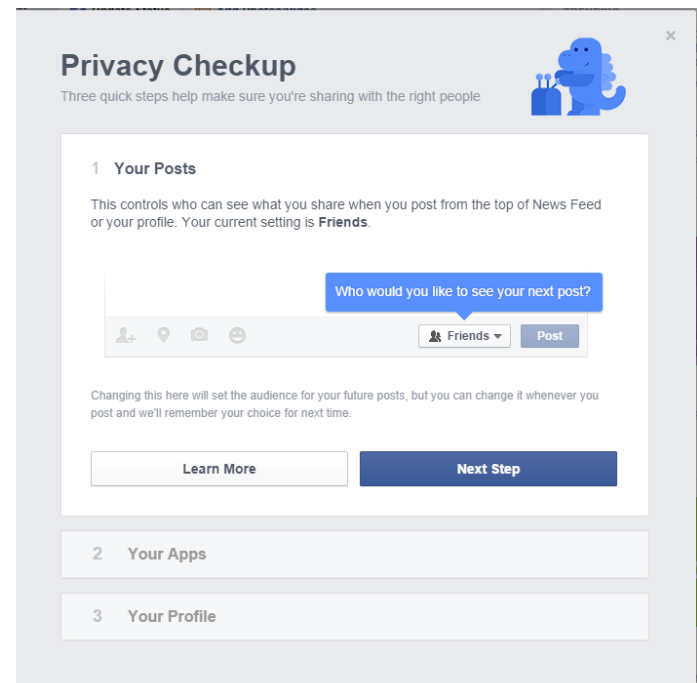 Privacy Checkup
Three quick steps help make sure you're sharing with the right people
1 Your Posts
This controls who can see what you share when you post from the top of News Feed
or your profile. Your current setting is Friends.
Who would you like to see your next post?
Friends
Post
Changing this here will set the audience for your future posts, but you can change it whenever you
post and we'll remember your choice for next time.
Learn More
Next Step
2 Your Apps
3 Your Profile